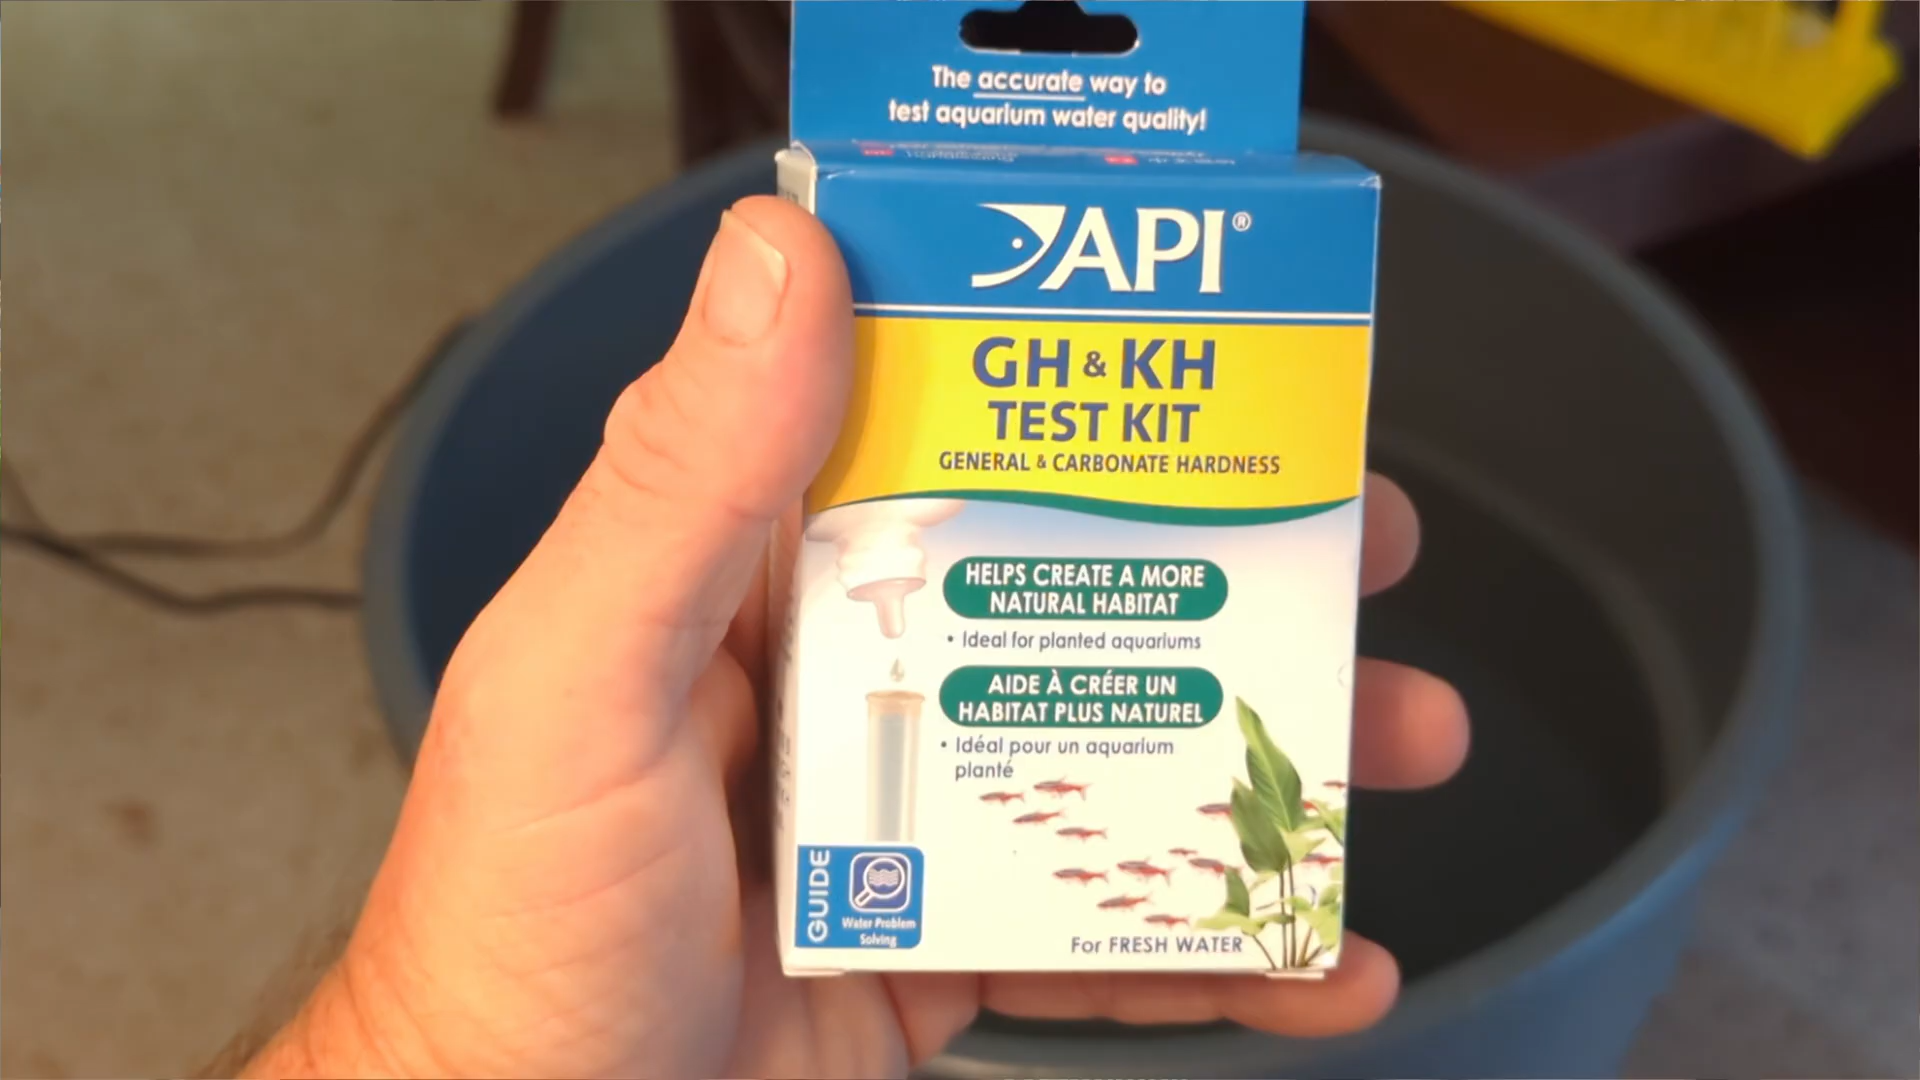 The accurate way to
test aquarium water quality!
API®
GH & KH
TEST KIT
GENERAL & CARBONATE HARDNESS
HELPS CREATE A MORE
NATURAL HABITAT
• Ideal for planted aquariums
AIDE À CRÉER UN
HABITAT PLUS NATUREL
• Idéal pour un aquarium
planté
GUIDE
Water Problem
Solving
For FRESH WATER